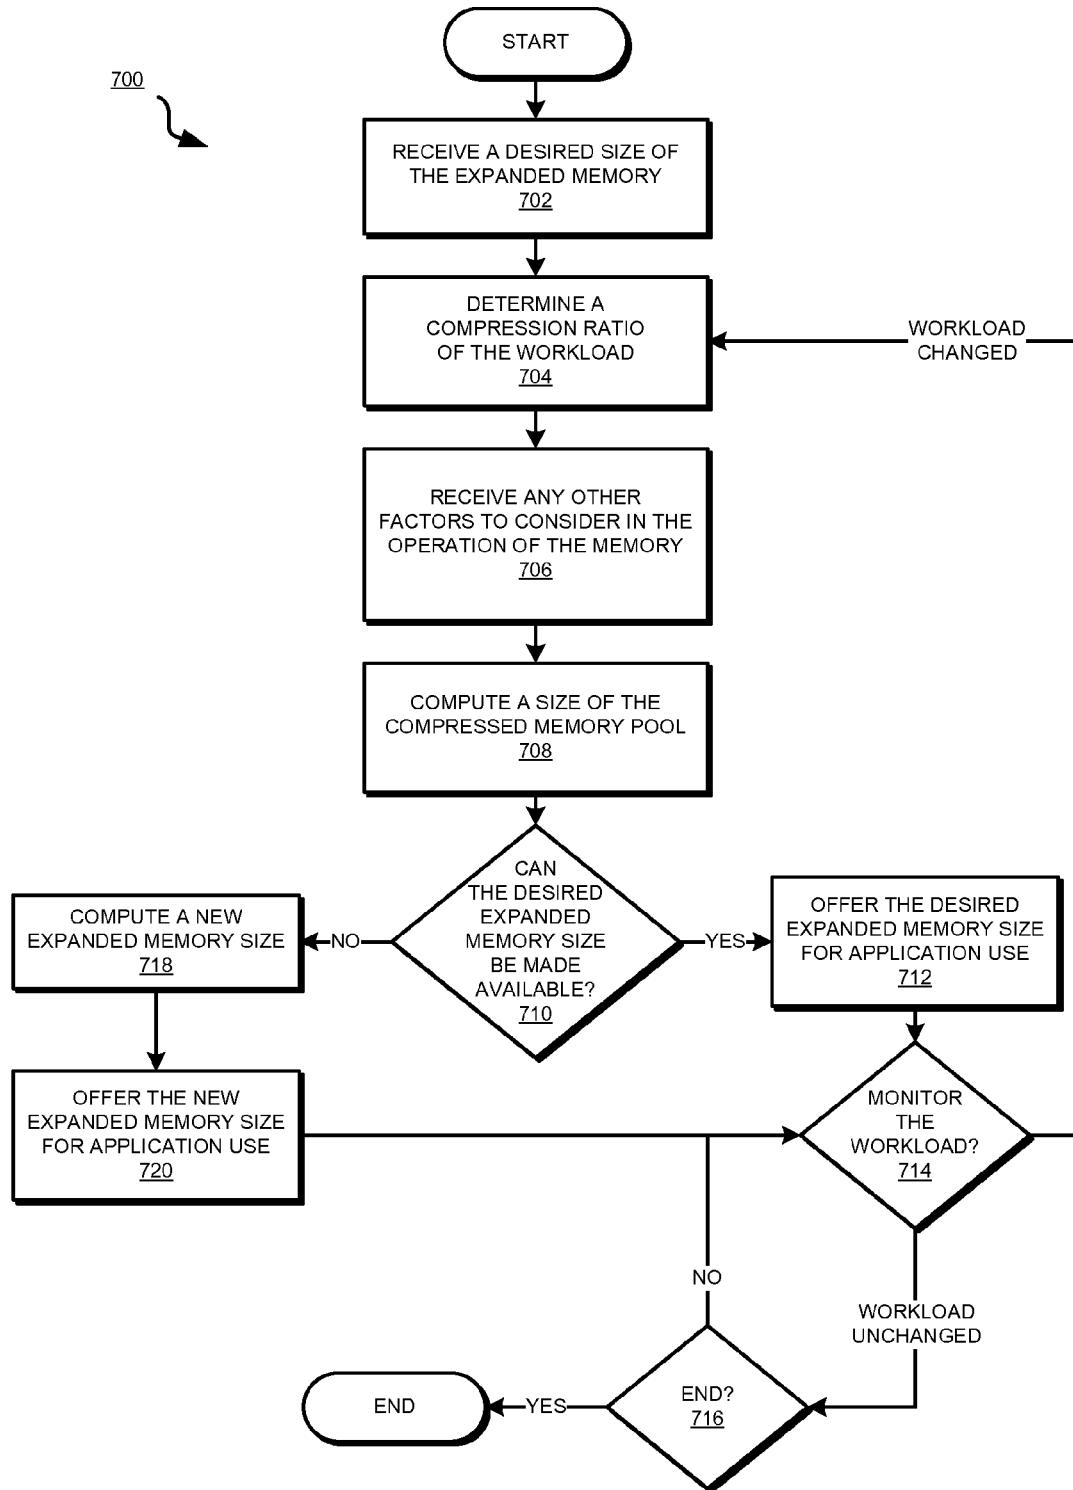 START
700
RECEIVE A DESIRED SIZE OF
THE EXPANDED MEMORY
702
DETERMINE A
COMPRESSION RATIO
OF THE WORKLOAD
704
WORKLOAD
CHANGED
RECEIVE ANY OTHER
FACTORS TO CONSIDER IN THE
OPERATION OF THE MEMORY
706
COMPUTE A SIZE OF THE
COMPRESSED MEMORY POOL
708
CAN
THE DESIRED
EXPANDED
MEMORY SIZE
BE MADE
AVAILABLE?
710
NO
YES
COMPUTE A NEW
EXPANDED MEMORY SIZE
718
OFFER THE DESIRED
EXPANDED MEMORY SIZE
FOR APPLICATION USE
712
OFFER THE NEW
EXPANDED MEMORY SIZE
FOR APPLICATION USE
720
MONITOR
THE
WORKLOAD?
714
NO
WORKLOAD
UNCHANGED
END?
716
YES
END